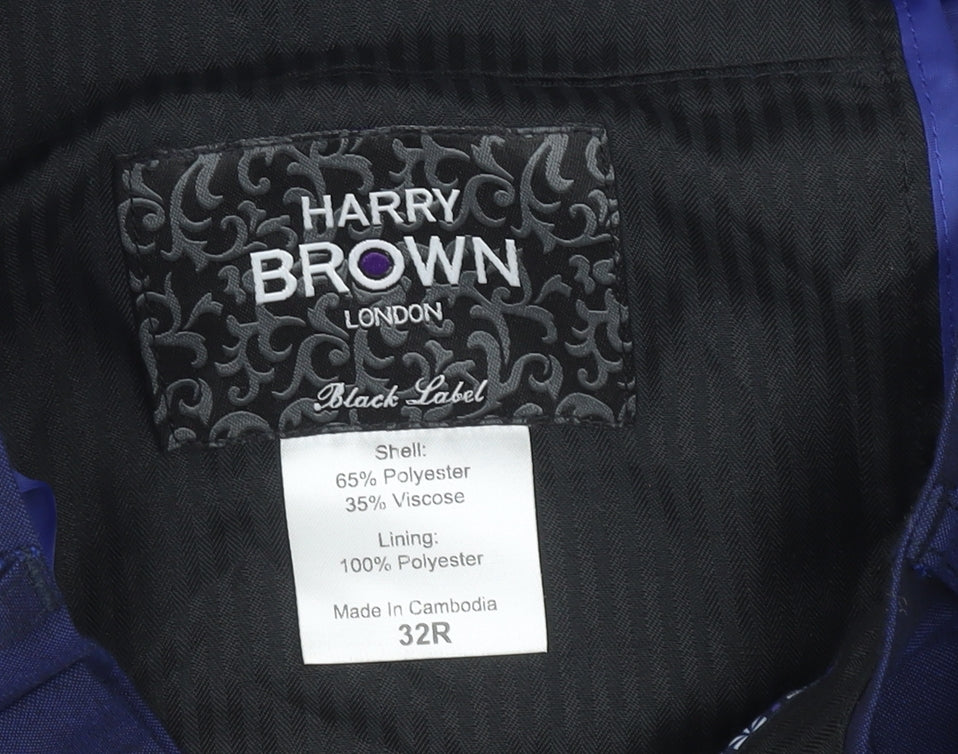 HARRY
BROWN
LONDON
Black Label
Shell:
65% Polyester
35% Viscose
Lining:
100% Polyester
Made In Cambodia
32R